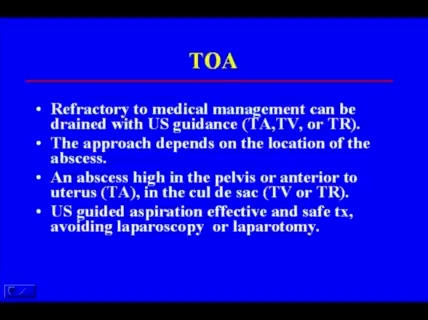 TOA
• Refractory to medical management can be
drained with US guidance (TA,TV, or TR).
• The approach depends on the location of the
abscess.
• An abscess high in the pelvis or anterior to
uterus (TA), in the cul de sac (TV or TR).
• US guided aspiration effective and safe tx,
avoiding laparoscopy or laparotomy.